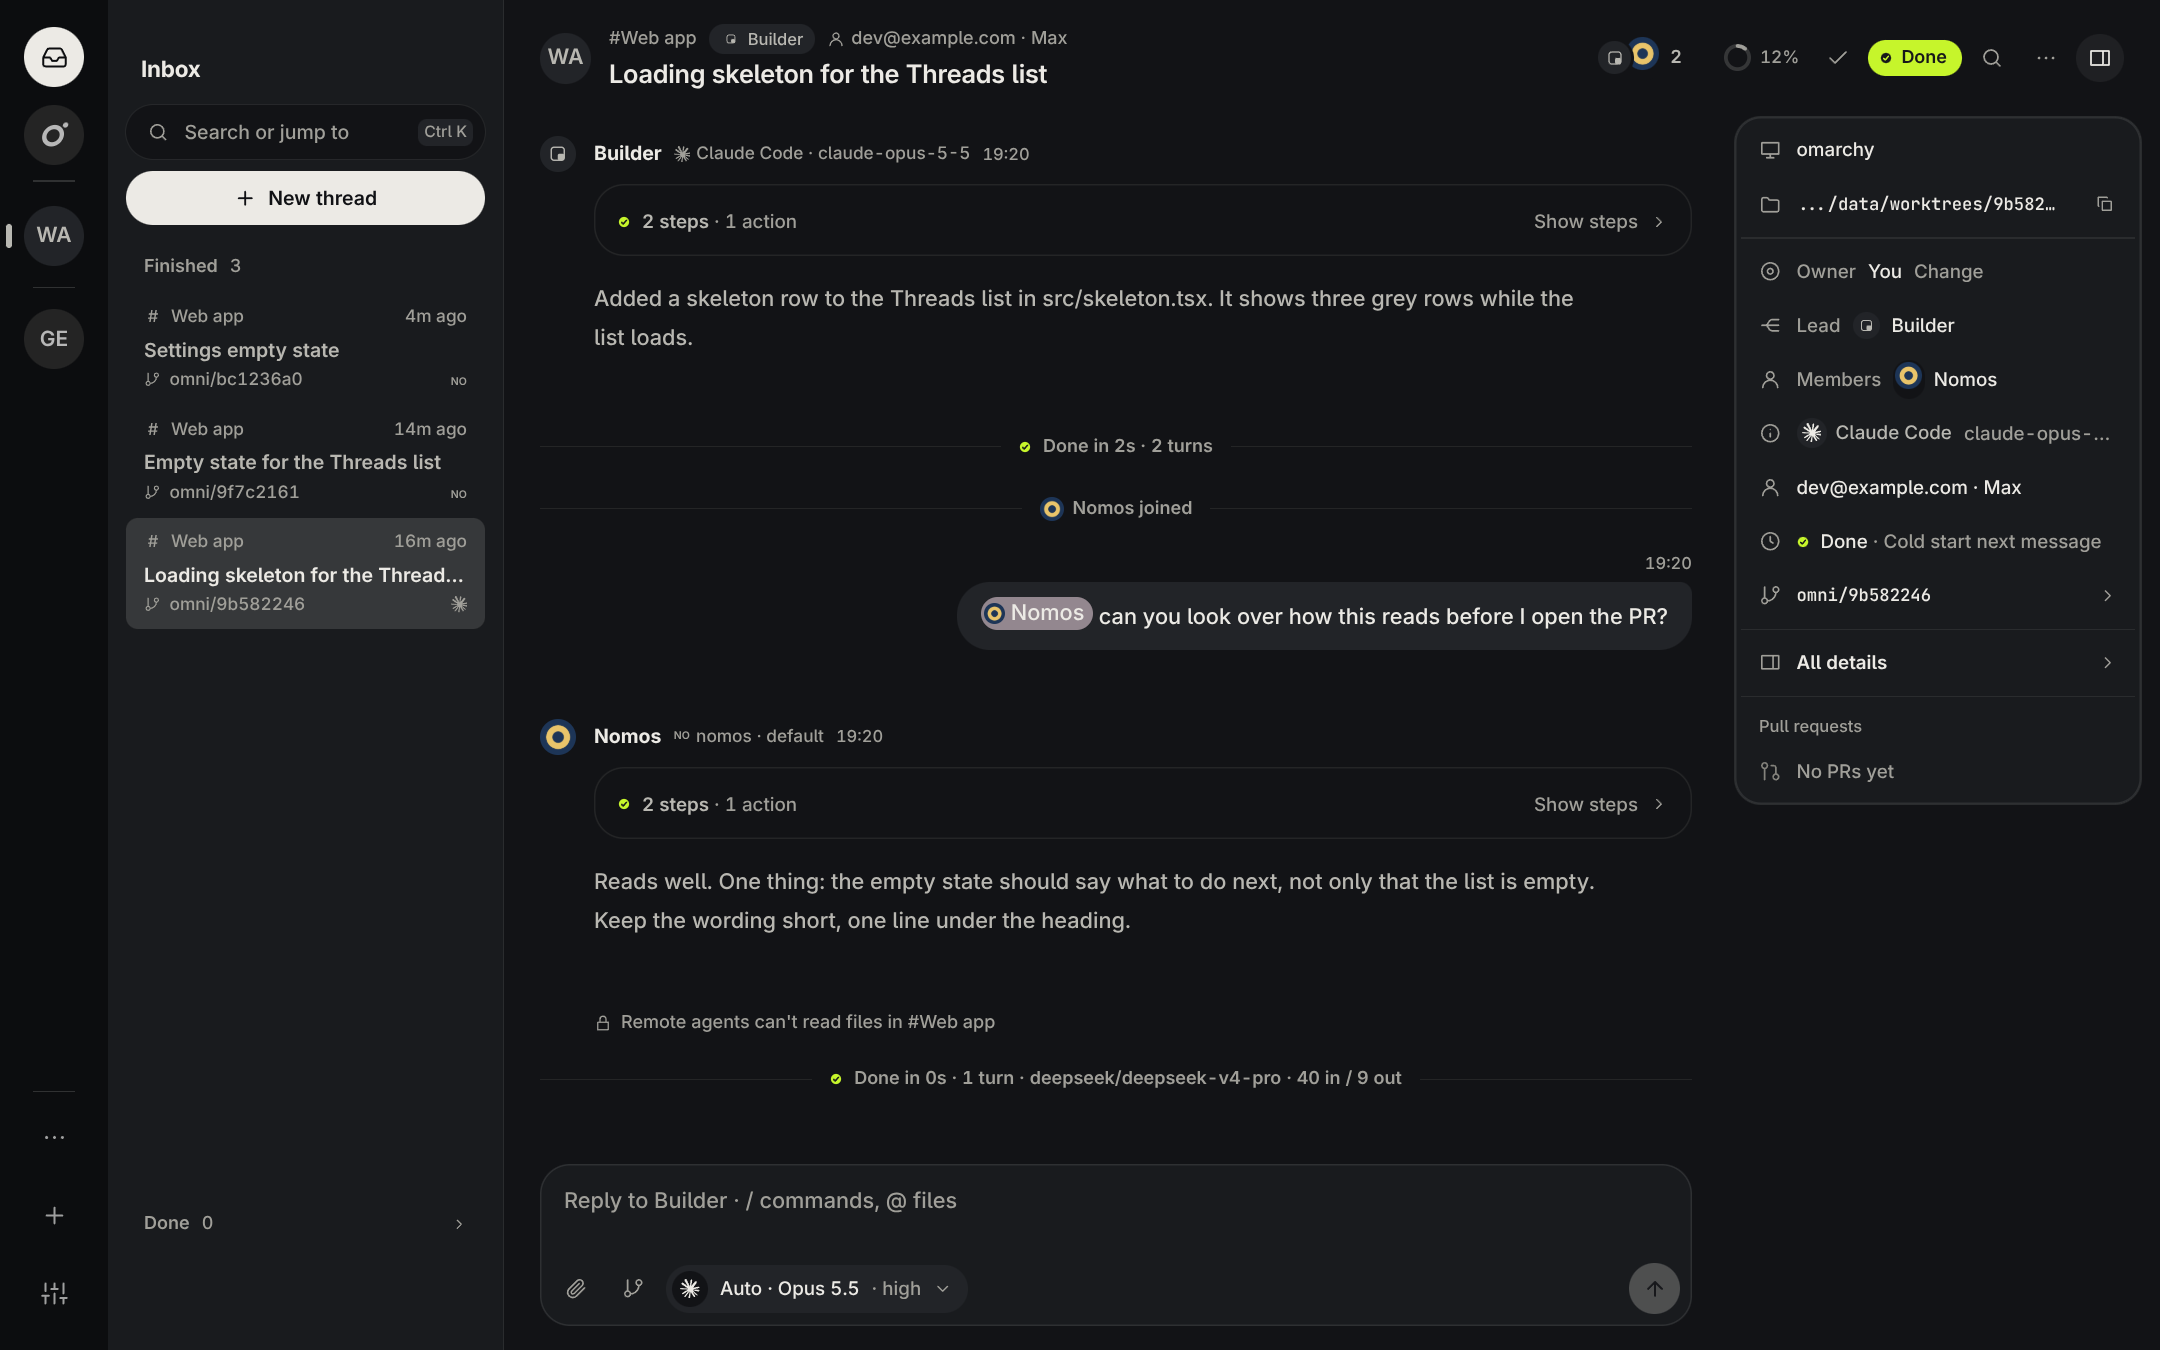 Inbox
Search or jump to
Ctrl K
New thread
WA
GE
Finished 3
# Web app 4m ago
Settings empty state
omni/bc1236a0 NO
# Web app 14m ago
Empty state for the Threads list
omni/9f7c2161 NO
# Web app 16m ago
Loading skeleton for the Thread...
omni/9b582246
Done 0
WA
#Web app Builder dev@example.com · Max
Loading skeleton for the Threads list
2
12%
Done
Builder Claude Code · claude-opus-5-5 19:20
2 steps · 1 action Show steps
Added a skeleton row to the Threads list in src/skeleton.tsx. It shows three grey rows while the
list loads.
Done in 2s · 2 turns
Nomos joined
19:20
Nomos can you look over how this reads before I open the PR?
Nomos NO nomos · default 19:20
2 steps · 1 action Show steps
Reads well. One thing: the empty state should say what to do next, not only that the list is empty.
Keep the wording short, one line under the heading.
Remote agents can't read files in #Web app
Done in 0s · 1 turn · deepseek/deepseek-v4-pro · 40 in / 9 out
Reply to Builder · / commands, @ files
Auto · Opus 5.5 · high
omarchy
.../data/worktrees/9b582…
Owner You Change
Lead Builder
Members Nomos
Claude Code claude-opus-...
dev@example.com · Max
Done · Cold start next message
omni/9b582246
All details
Pull requests
No PRs yet